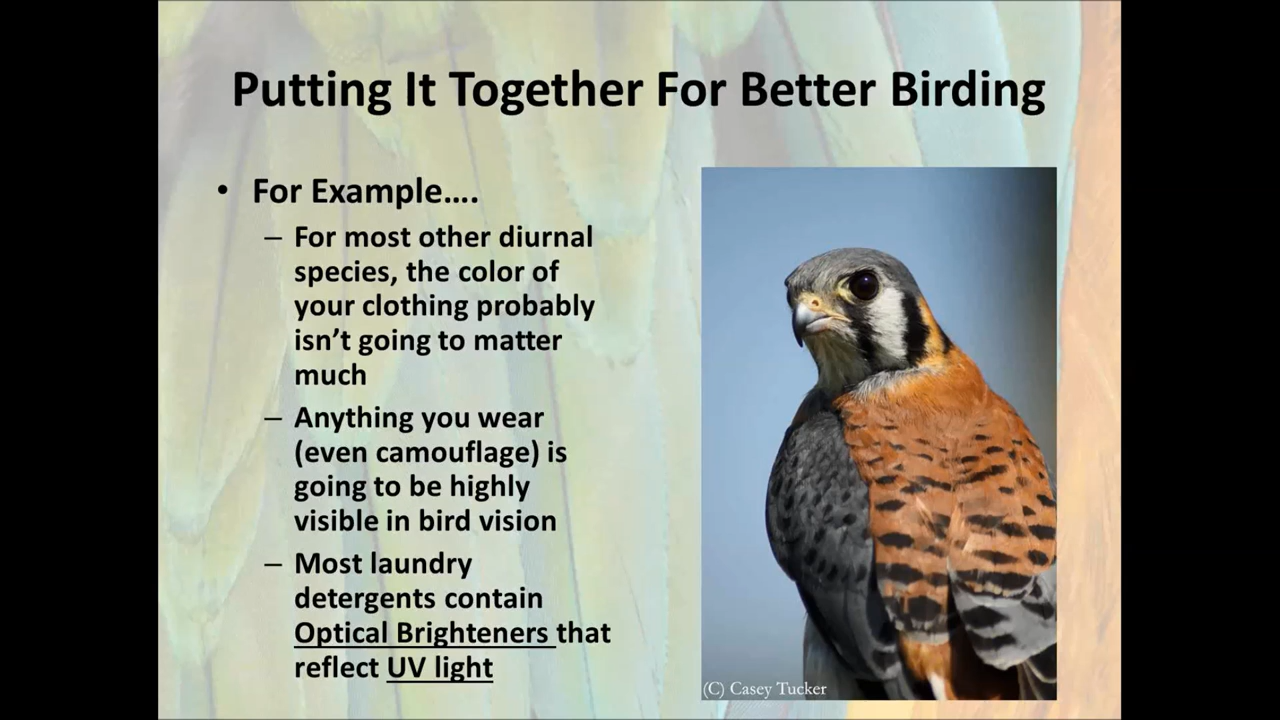 Putting It Together For Better Birding
• For Example....
– For most other diurnal
species, the color of
your clothing probably
isn’t going to matter
much
– Anything you wear
(even camouflage) is
going to be highly
visible in bird vision
– Most laundry
detergents contain
Optical Brighteners that
reflect UV light
(C) Casey Tucker